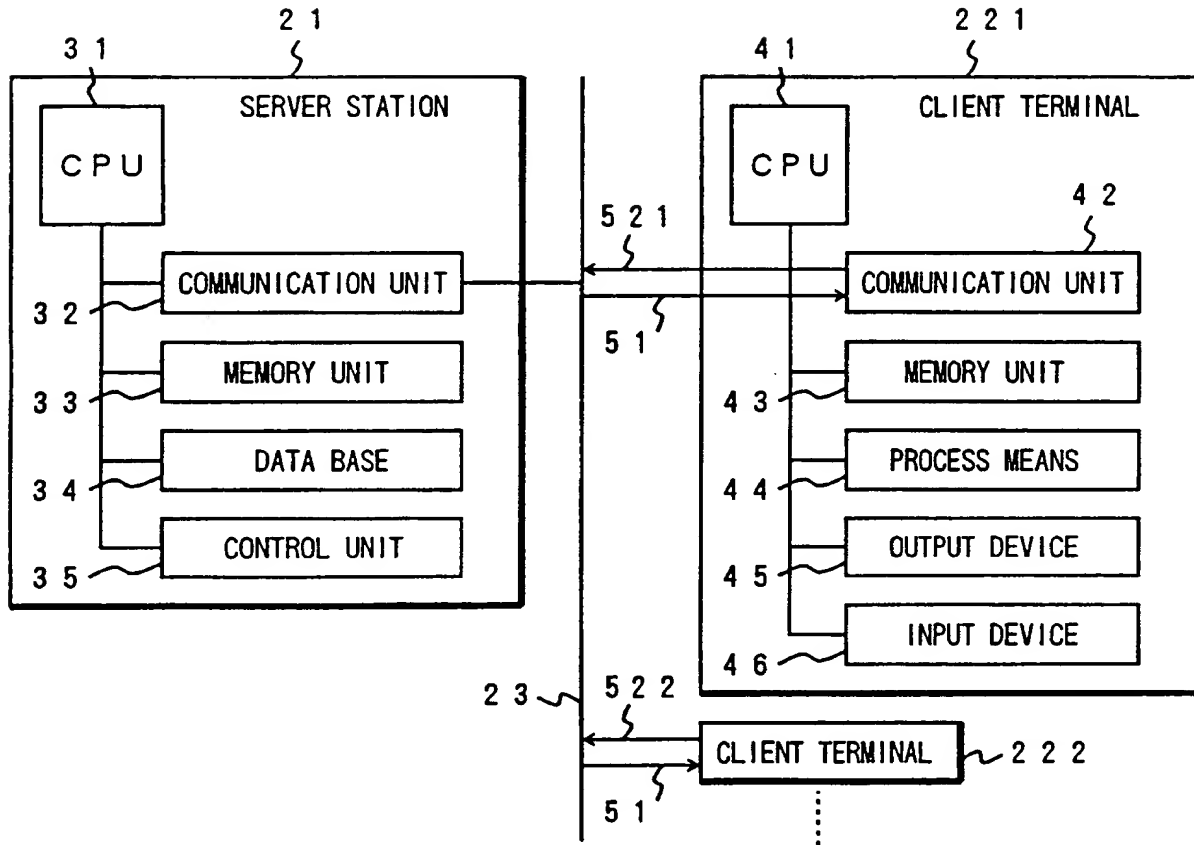 31
21
41
221
SERVER STATION
CLIENT TERMINAL
CPU
CPU
521
42
COMMUNICATION UNIT
COMMUNICATION UNIT
32
51
MEMORY UNIT
MEMORY UNIT
33
43
DATA BASE
PROCESS MEANS
34
44
CONTROL UNIT
OUTPUT DEVICE
35
45
INPUT DEVICE
46
23
522
CLIENT TERMINAL
222
51